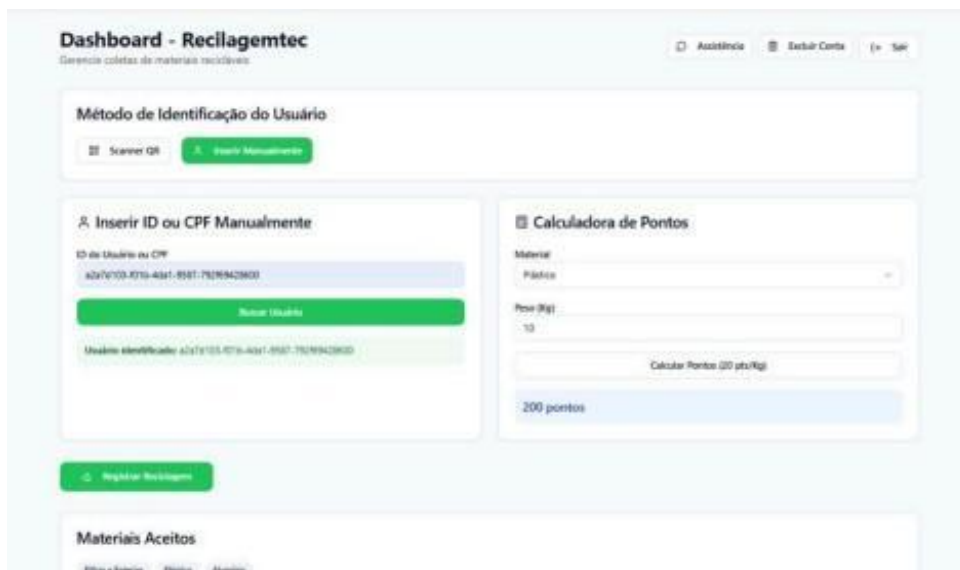 Dashboard - Recilagemtec
Gerencie coletas de materiais recicláveis
Assistência
Excluir Conta
Sair
Método de Identificação do Usuário
Scanner QR
Inserir Manualmente
Inserir ID ou CPF Manualmente
ID do Usuário ou CPF
Buscar Usuário
Usuário identificado:
Calculadora de Pontos
Material
Plástico
Peso (Kg)
10
Calcular Pontos (20 pts/Kg)
200 pontos
Registrar Reciclagem
Materiais Aceitos
Plástico